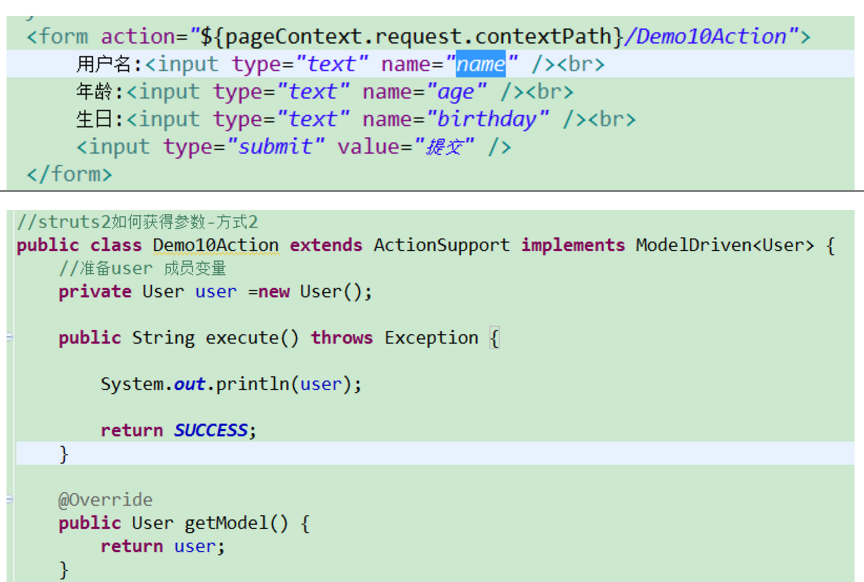 <form action="${pageContext.request.contextPath}/Demo10Action">
用户名:<input type="text" name="name" /><br>
年龄:<input type="text" name="age" /><br>
生日:<input type="text" name="birthday" /><br>
<input type="submit" value="提交" />
</form>
//struts2如何获得参数-方式2
public class Demo10Action extends ActionSupport implements ModelDriven<User> {
//准备user 成员变量
private User user =new User();
public String execute() throws Exception {
System.out.println(user);
return SUCCESS;
}
@Override
public User getModel() {
return user;
}